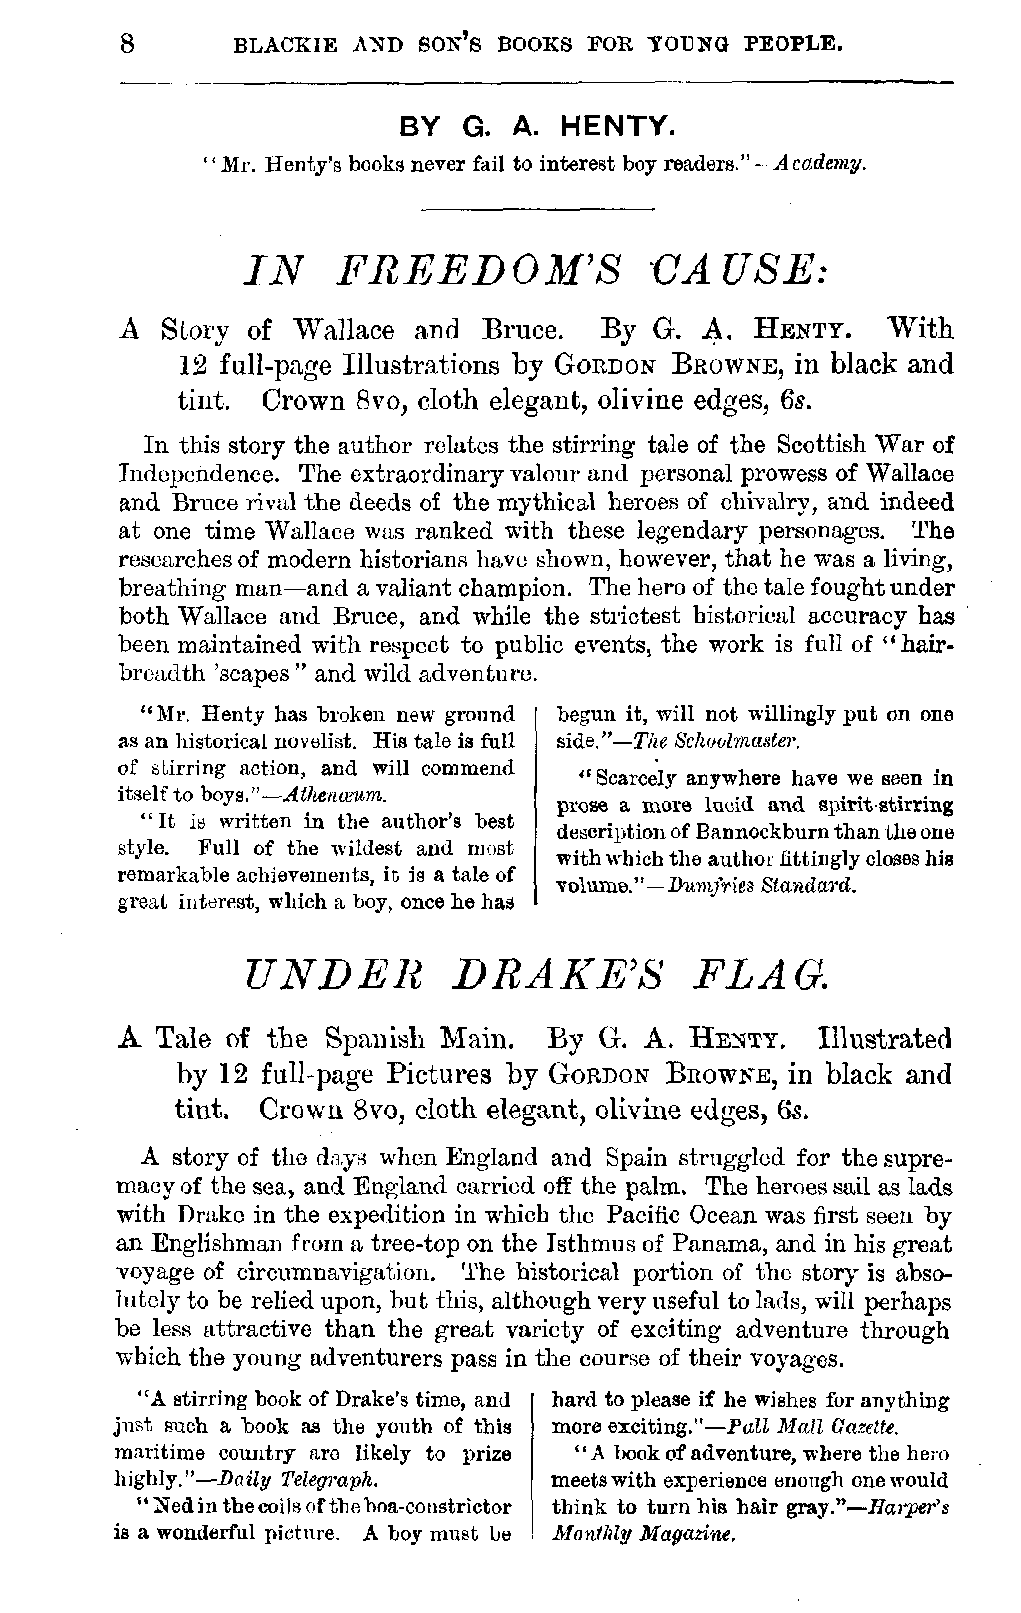 8 BLACKIE AND SON'S BOOKS FOR YOUNG PEOPLE.
BY G. A. HENTY.
"Mr. Henty's books never fail to interest boy readers."—Academy.
IN FREEDOM'S CAUSE:
A Story of Wallace and Bruce. By G. A. HENTY. With
12 full-page Illustrations by GORDON BROWNE, in black and
tint. Crown 8vo, cloth elegant, olivine edges, 6s.
In this story the author relates the stirring tale of the Scottish War of
Independence. The extraordinary valour and personal prowess of Wallace
and Bruce rival the deeds of the mythical heroes of chivalry, and indeed
at one time Wallace was ranked with these legendary personages. The
researches of modern historians have shown, however, that he was a living,
breathing man—and a valiant champion. The hero of the tale fought under
both Wallace and Bruce, and while the strictest historical accuracy has
been maintained with respect to public events, the work is full of "hair-
breadth 'scapes" and wild adventure.
"Mr. Henty has broken new ground
as an historical novelist. His tale is full
of stirring action, and will commend
itself to boys."—Athenæum.
"It is written in the author's best
style. Full of the wildest and most
remarkable achievements, it is a tale of
great interest, which a boy, once he has
begun it, will not willingly put on one
side."—The Schoolmaster.
"Scarcely anywhere have we seen in
prose a more lucid and spirit-stirring
description of Bannockburn than the one
with which the author fittingly closes his
volume."—Dumfries Standard.
UNDER DRAKE'S FLAG.
A Tale of the Spanish Main. By G. A. HENTY. Illustrated
by 12 full-page Pictures by GORDON BROWNE, in black and
tint. Crown 8vo, cloth elegant, olivine edges, 6s.
A story of the days when England and Spain struggled for the supre-
macy of the sea, and England carried off the palm. The heroes sail as lads
with Drake in the expedition in which the Pacific Ocean was first seen by
an Englishman from a tree-top on the Isthmus of Panama, and in his great
voyage of circumnavigation. The historical portion of the story is abso-
lutely to be relied upon, but this, although very useful to lads, will perhaps
be less attractive than the great variety of exciting adventure through
which the young adventurers pass in the course of their voyages.
"A stirring book of Drake's time, and
just such a book as the youth of this
maritime country are likely to prize
highly."—Daily Telegraph.
"Ned in the coils of the boa-constrictor
is a wonderful picture. A boy must be
hard to please if he wishes for anything
more exciting."—Pall Mall Gazette.
"A book of adventure, where the hero
meets with experience enough one would
think to turn his hair gray."—Harper's
Monthly Magazine.